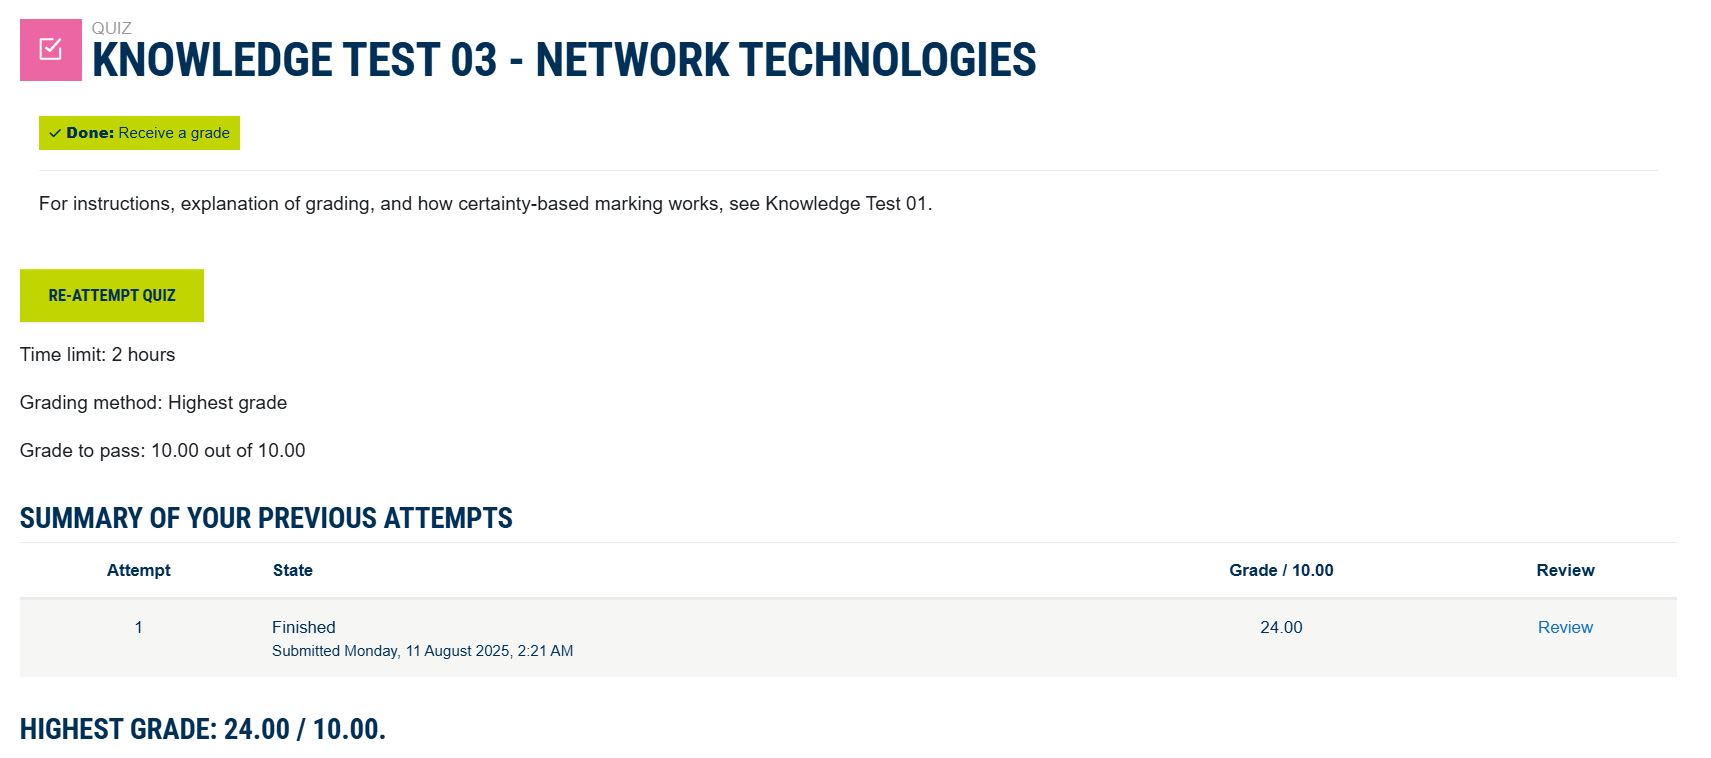 QUIZ
KNOWLEDGE TEST 03 - NETWORK TECHNOLOGIES
Done: Receive a grade
For instructions, explanation of grading, and how certainty-based marking works, see Knowledge Test 01.
RE-ATTEMPT QUIZ
Time limit: 2 hours
Grading method: Highest grade
Grade to pass: 10.00 out of 10.00
SUMMARY OF YOUR PREVIOUS ATTEMPTS
Attempt State Grade / 10.00 Review
1 Finished 24.00 Review
Submitted Monday, 11 August 2025, 2:21 AM
HIGHEST GRADE: 24.00 / 10.00.